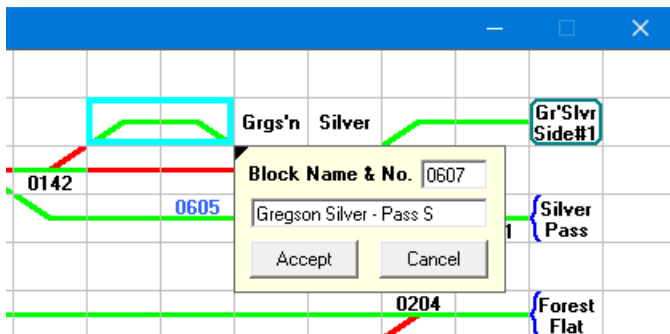 Grgs'n Silver
Gr'Slvr
Side#1
Block Name & No. 0607
0142
0605
Gregson Silver - Pass S
1
Silver
Pass
Accept Cancel
0204
Forest
Flat